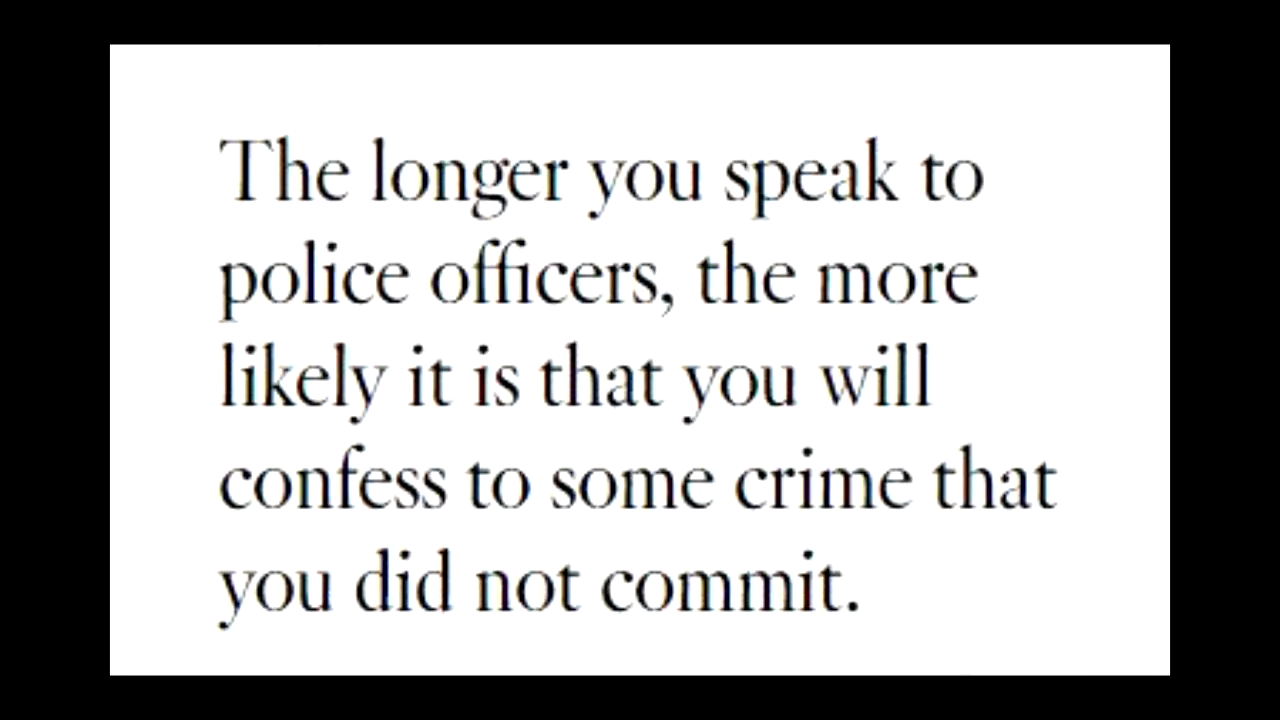 The longer you speak to
police officers, the more
likely it is that you will
confess to some crime that
you did not commit.